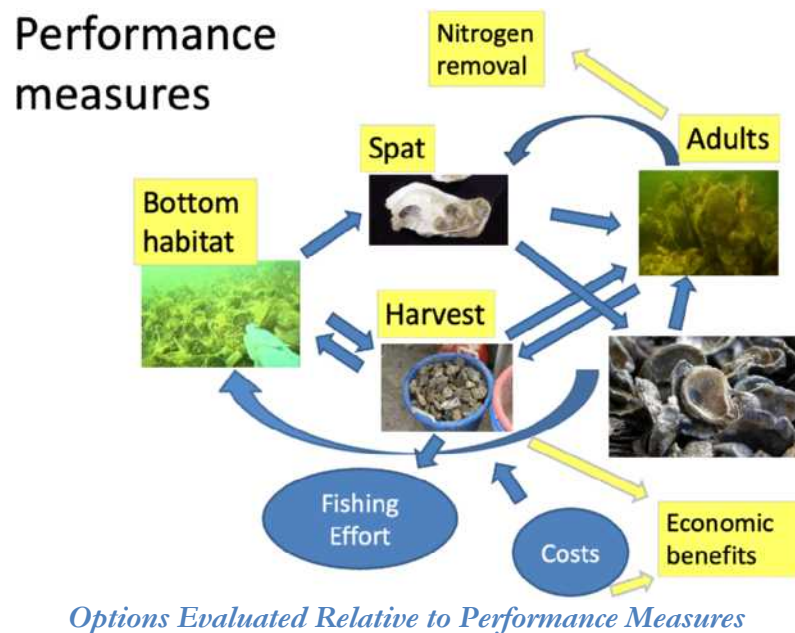 Performance
measures
Nitrogen
removal
Adults
Spat
Bottom
habitat
Harvest
Fishing
Effort
Costs
Economic
benefits
Options Evaluated Relative to Performance Measures